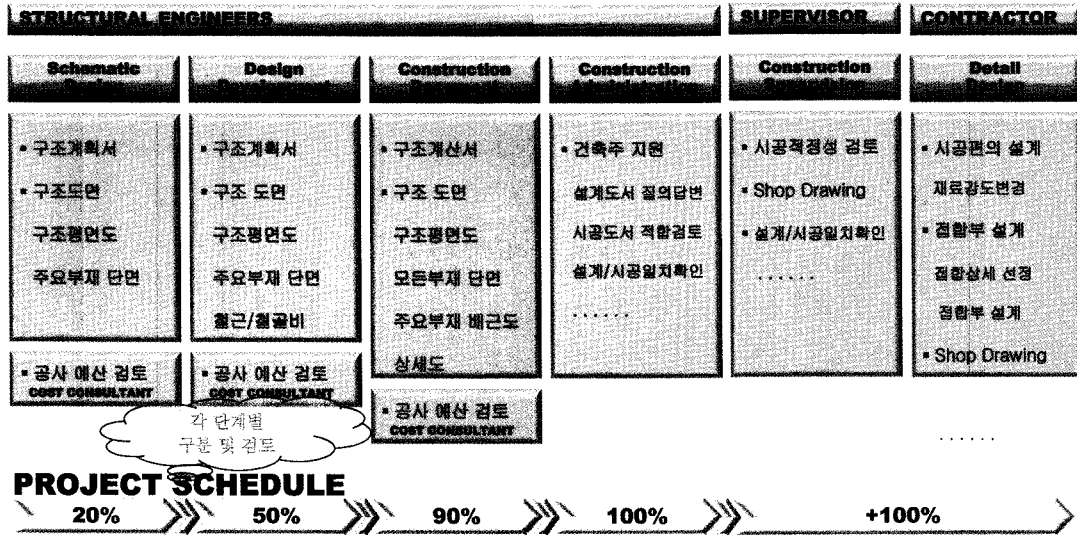 STRUCTURAL ENGINEERS
SUPERVISOR
CONTRACTOR
Schematic
Design
Design
Development
Construction
Document
Construction
Administration
Construction
Detail
Design
▪ 구조계획서
▪ 구조도면
구조평면도
주요부재 단면
▪ 공사 예산 검토
COST CONSULTANT
▪ 구조계획서
▪ 구조 도면
구조평면도
주요부재 단면
철근/철골비
▪ 공사 예산 검토
COST CONSULTANT
▪ 구조계산서
▪ 구조 도면
구조평면도
모든부재 단면
주요부재 배근도
상세도
▪ 공사 예산 검토
COST CONSULTANT
▪ 건축주 지원
설계도서 질의답변
시공도서 적합검토
설계/시공일치확인
. . . . . .
▪ 시공적정성 검토
▪ Shop Drawing
▪ 설계/시공일치확인
. . . . . .
▪ 시공편의 설계
재료강도변경
▪ 접합부 설계
접합상세 선정
접합부 설계
▪ Shop Drawing
. . . . . .
각 단계별
구분 및 검토
PROJECT SCHEDULE
20%
50%
90%
100%
+100%